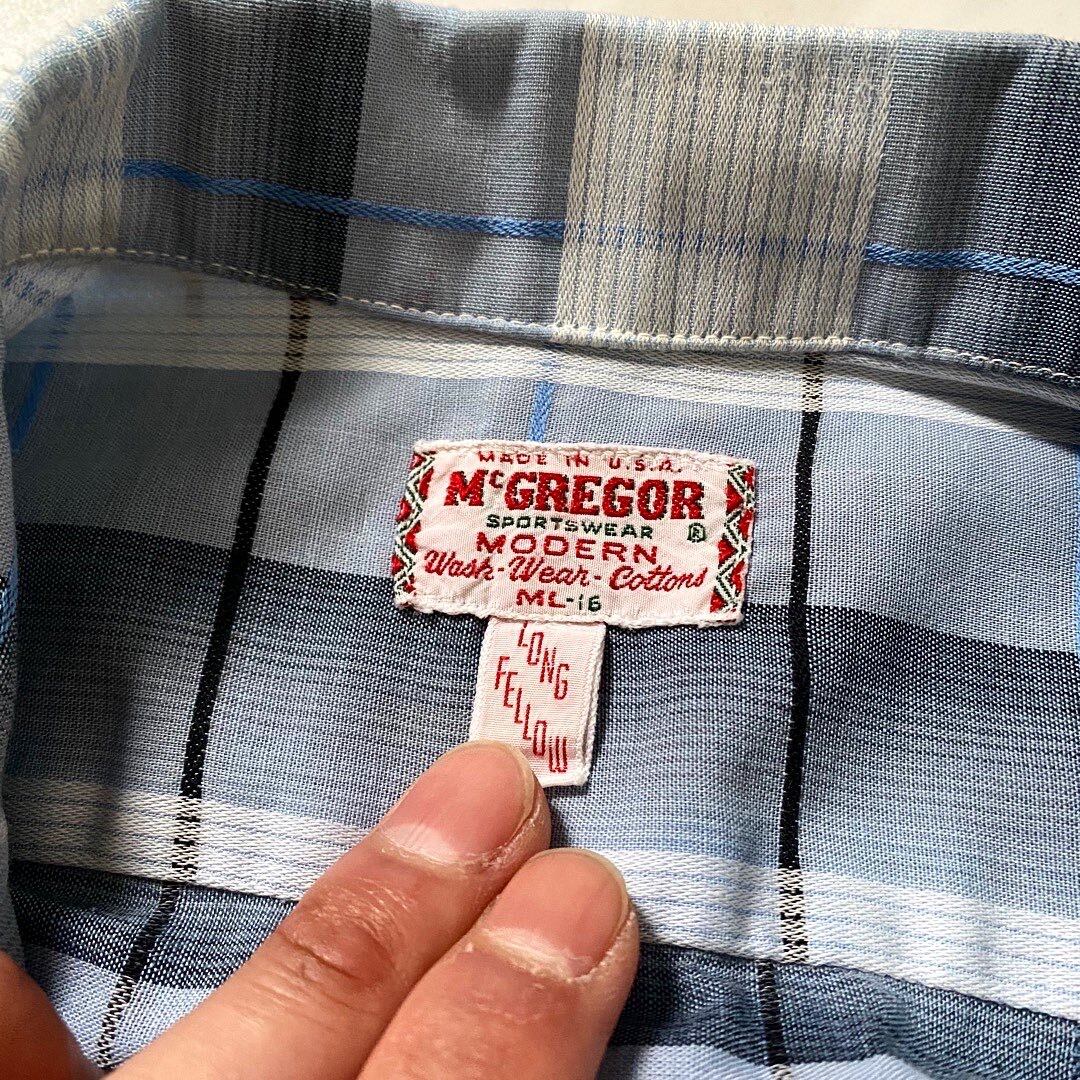 MADE IN U.S.A.
McGREGOR
SPORTSWEAR ®
MODERN
Wash-Wear-Cottons
ML-16
LONG
FELLOW